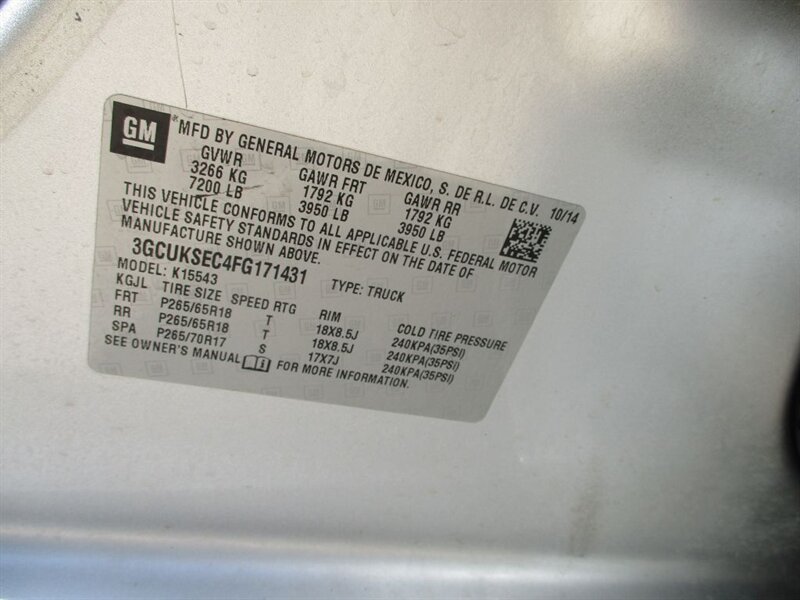 GM
*MFD BY GENERAL MOTORS DE MEXICO, S. DE R.L. DE C.V. 10/14
GVWR GAWR FRT GAWR RR
3266 KG 1792 KG 1792 KG
7200 LB 3950 LB 3950 LB
THIS VEHICLE CONFORMS TO ALL APPLICABLE U.S. FEDERAL MOTOR
VEHICLE SAFETY STANDARDS IN EFFECT ON THE DATE OF
MANUFACTURE SHOWN ABOVE.
3GCUKSEC4FG171431 TYPE: TRUCK
MODEL: K15543
KGJL TIRE SIZE SPEED RTG RIM COLD TIRE PRESSURE
FRT P265/65R18 T 18X8.5J 240KPA(35PSI)
RR P265/65R18 T 18X8.5J 240KPA(35PSI)
SPA P265/70R17 S 17X7J 240KPA(35PSI)
SEE OWNER'S MANUAL FOR MORE INFORMATION.